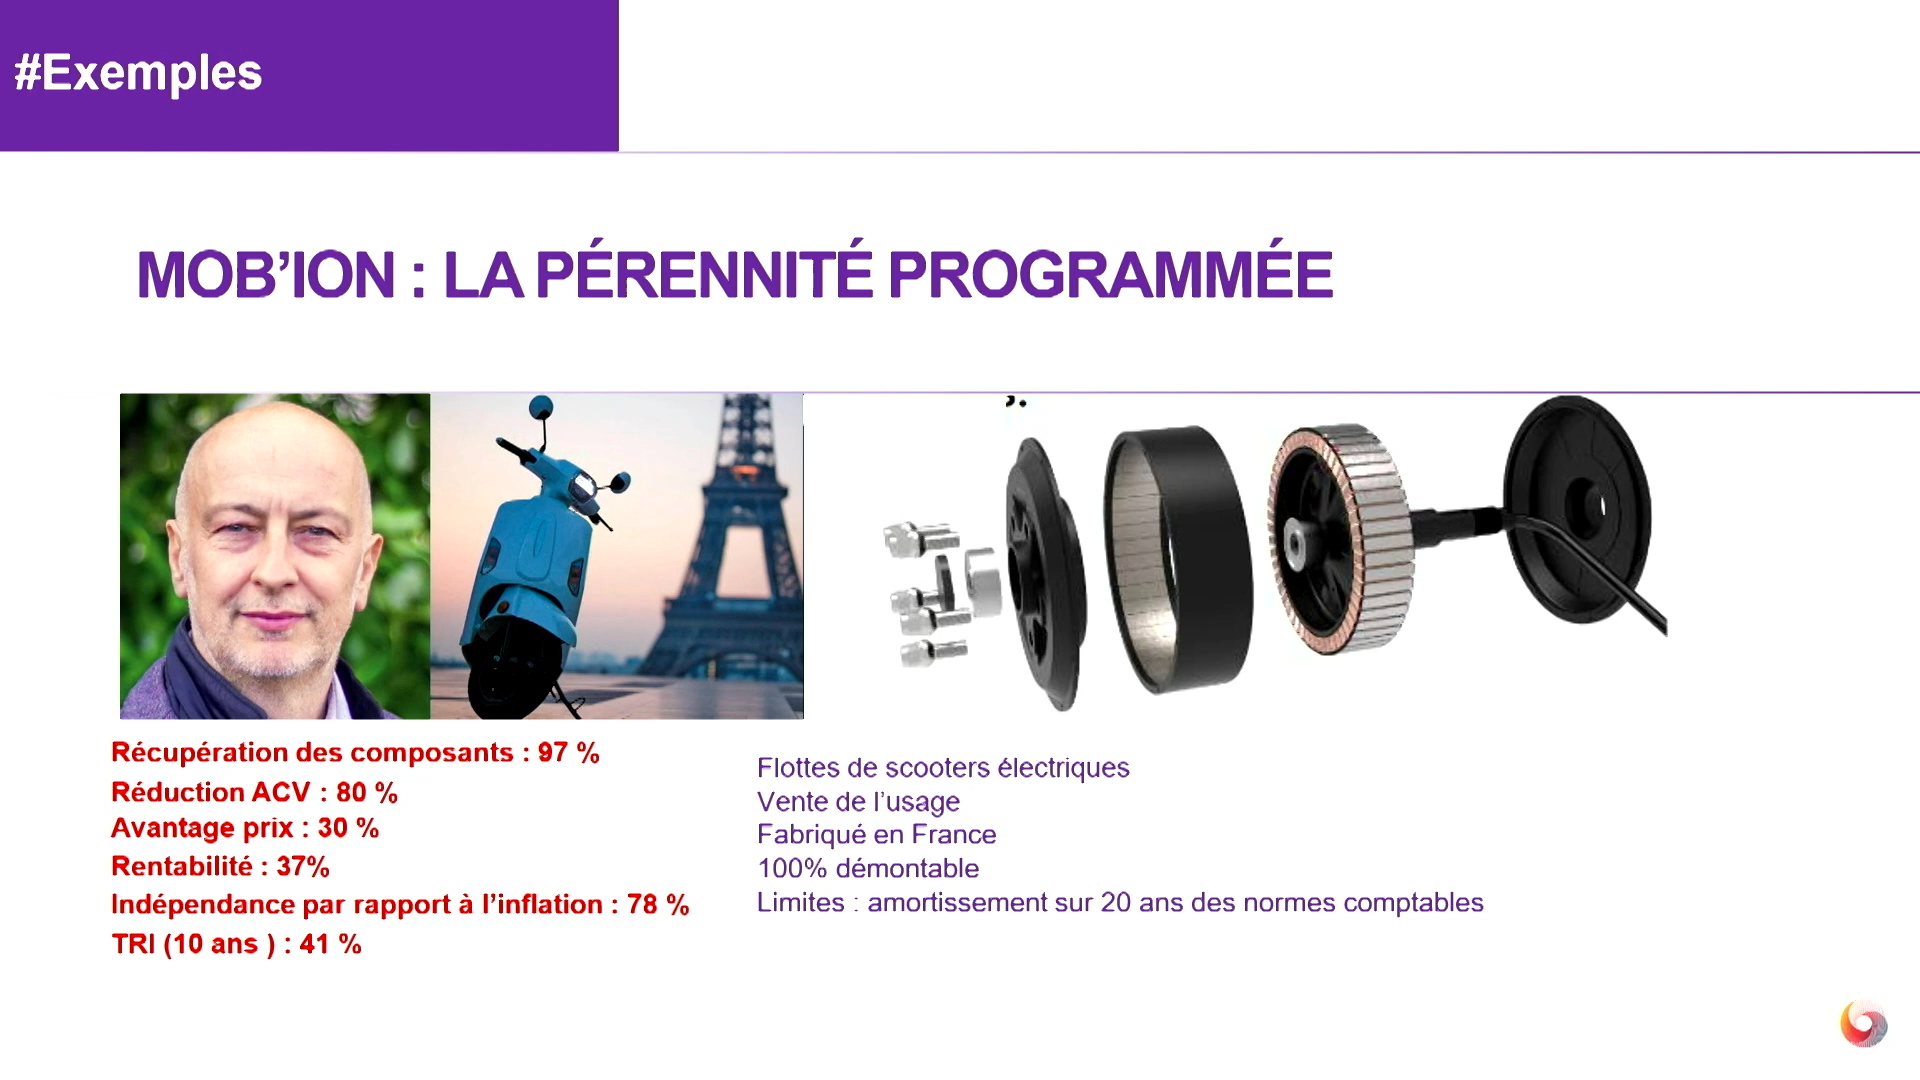 #Exemples
MOB’ION : LA PÉRENNITÉ PROGRAMMÉE
Récupération des composants : 97 %
Réduction ACV : 80 %
Avantage prix : 30 %
Rentabilité : 37%
Indépendance par rapport à l’inflation : 78 %
TRI (10 ans ) : 41 %
Flottes de scooters électriques
Vente de l’usage
Fabriqué en France
100% démontable
Limites : amortissement sur 20 ans des normes comptables